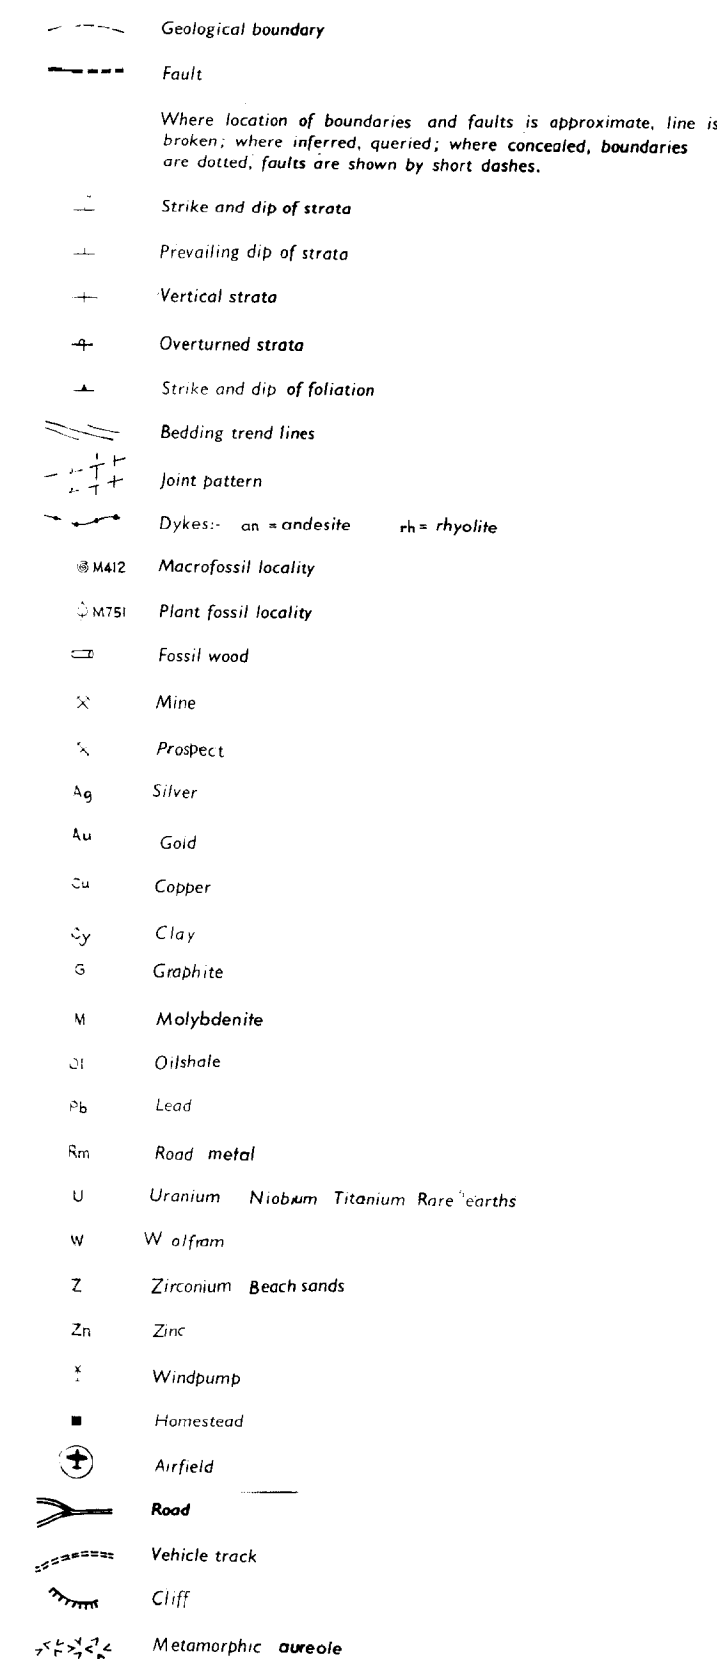 Geological boundary
Fault
Where location of boundaries and faults is approximate, line is
broken; where inferred, queried; where concealed, boundaries
are dotted, faults are shown by short dashes.
Strike and dip of strata
Prevailing dip of strata
Vertical strata
Overturned strata
Strike and dip of foliation
Bedding trend lines
Joint pattern
Dykes:- an = andesite rh = rhyolite
M412 Macrofossil locality
M751 Plant fossil locality
Fossil wood
Mine
Prospect
Ag Silver
Au Gold
Cu Copper
Cy Clay
G Graphite
M Molybdenite
Ol Oilshale
Pb Lead
Rm Road metal
U Uranium Niobium Titanium Rare earths
W Wolfram
Z Zirconium Beach sands
Zn Zinc
Windpump
Homestead
Airfield
Road
Vehicle track
Cliff
Metamorphic aureole